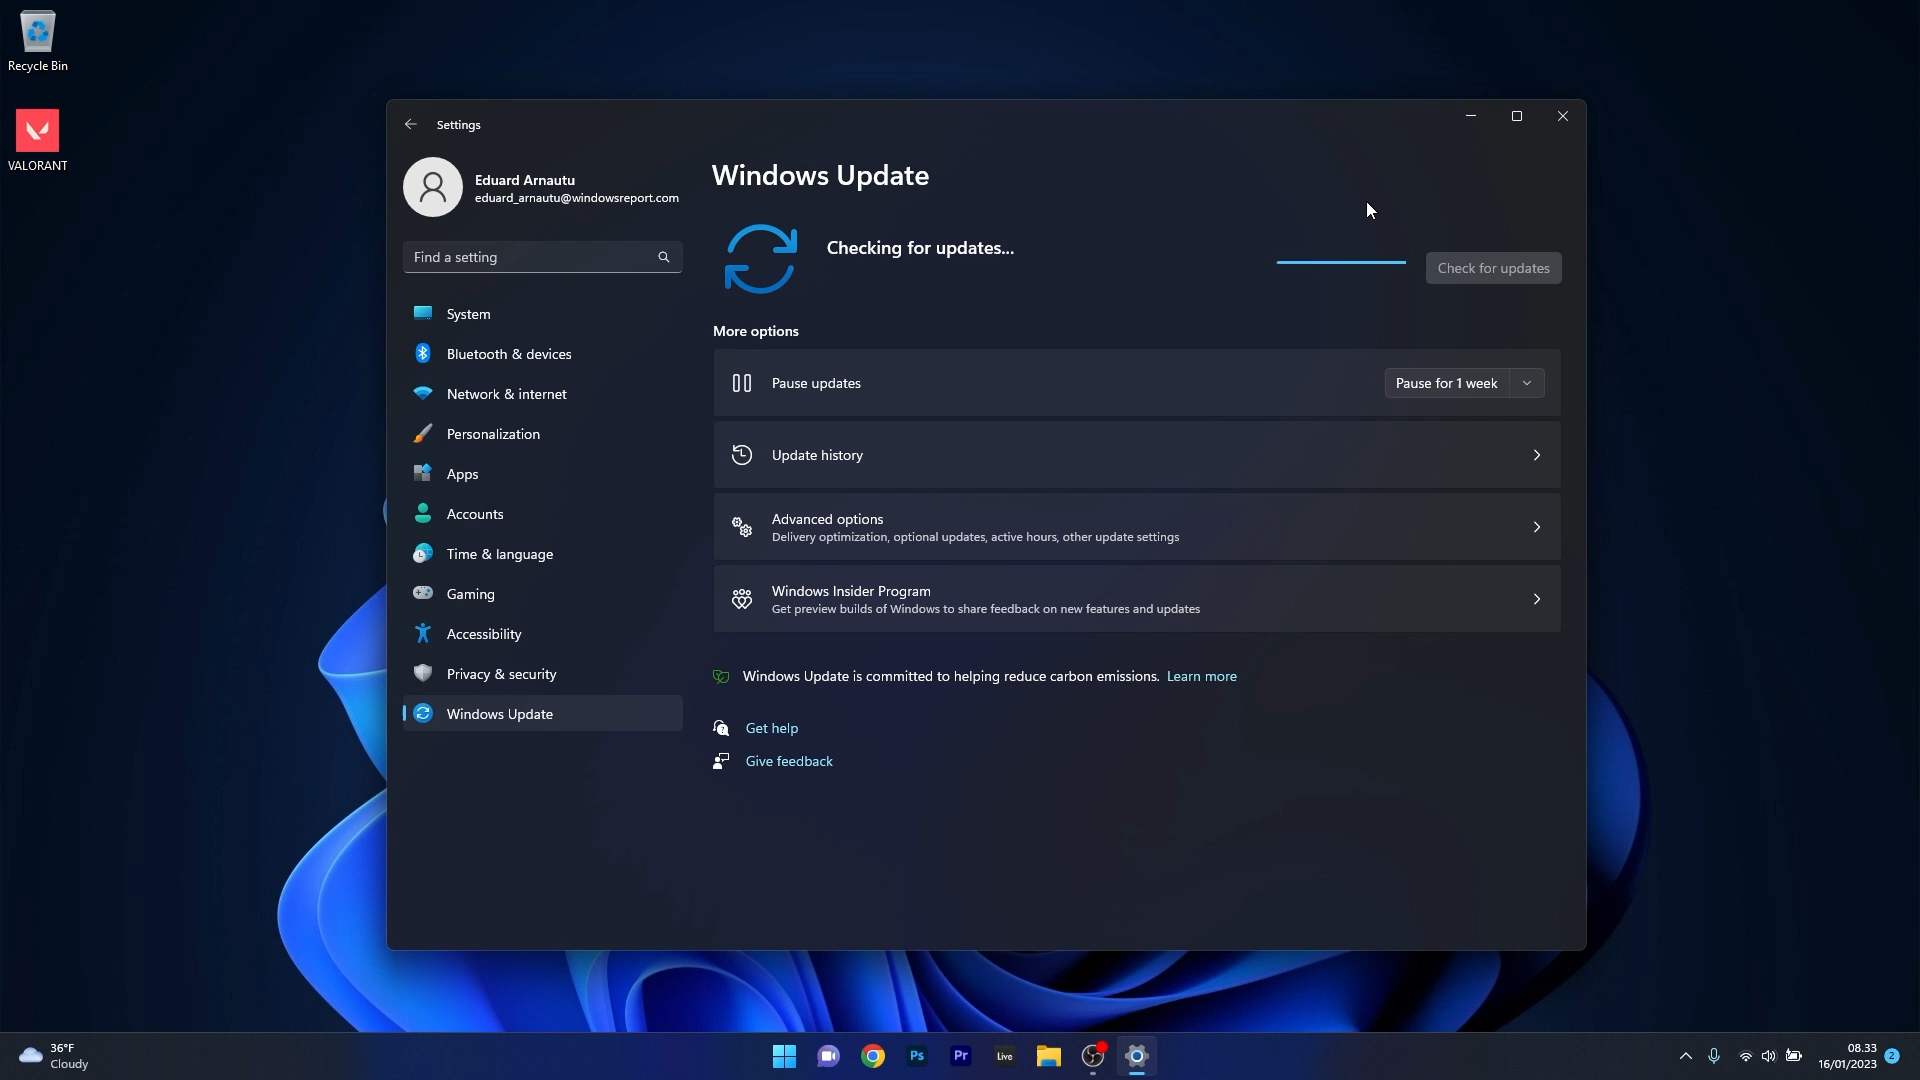 Recycle Bin
VALORANT
Settings
Eduard Arnautu
eduard_arnautu@windowsreport.com
Find a setting
System
Bluetooth & devices
Network & internet
Personalization
Apps
Accounts
Time & language
Gaming
Accessibility
Privacy & security
Windows Update
Windows Update
Checking for updates...
Check for updates
More options
Pause updates
Pause for 1 week
Update history
Advanced options
Delivery optimization, optional updates, active hours, other update settings
Windows Insider Program
Get preview builds of Windows to share feedback on new features and updates
Windows Update is committed to helping reduce carbon emissions. Learn more
Get help
Give feedback
36°F
Cloudy
Ps
Pr
Live
08.33
16/01/2023
2